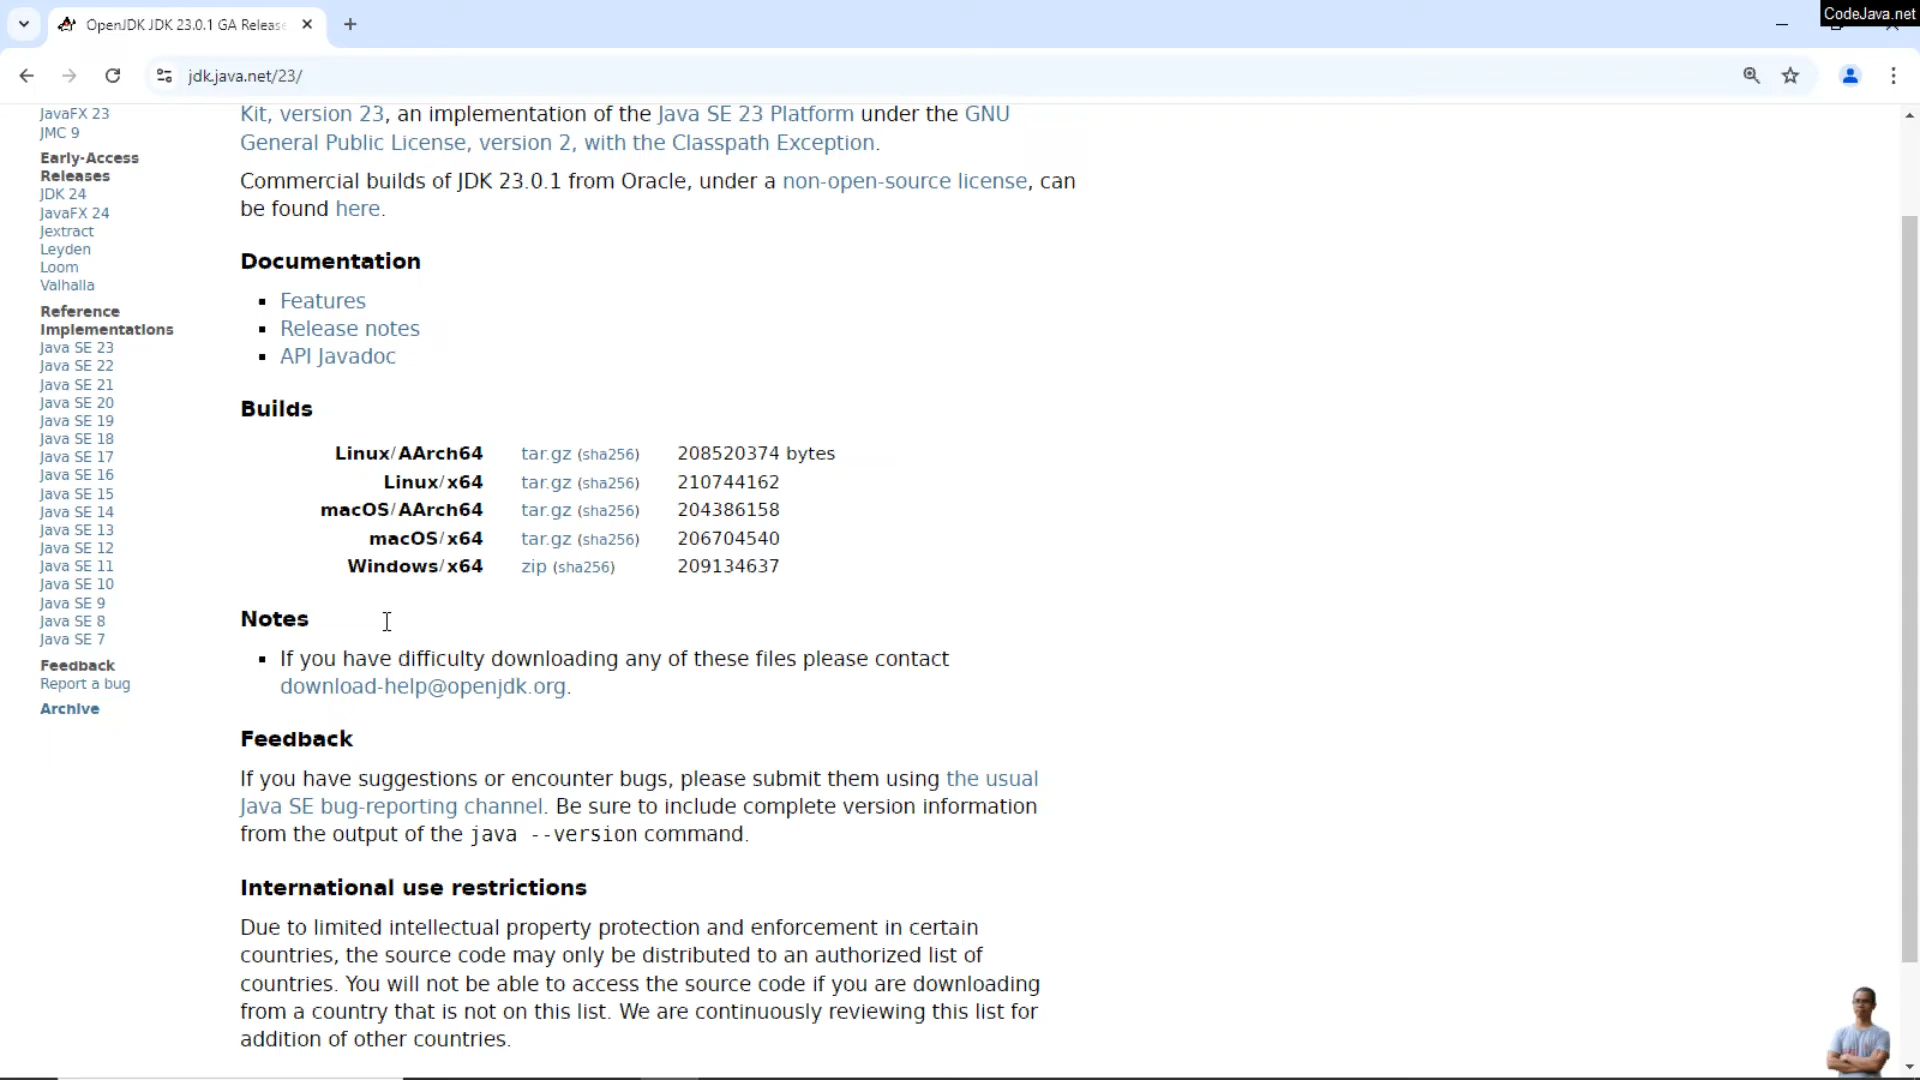 CodeJava.net
OpenJDK JDK 23.0.1 GA Release
jdk.java.net/23/
JavaFX 23
JMC 9
Early-Access
Releases
JDK 24
JavaFX 24
Jextract
Leyden
Loom
Valhalla
Reference
Implementations
Java SE 23
Java SE 22
Java SE 21
Java SE 20
Java SE 19
Java SE 18
Java SE 17
Java SE 16
Java SE 15
Java SE 14
Java SE 13
Java SE 12
Java SE 11
Java SE 10
Java SE 9
Java SE 8
Java SE 7
Feedback
Report a bug
Archive
Kit, version 23, an implementation of the Java SE 23 Platform under the GNU
General Public License, version 2, with the Classpath Exception.
Commercial builds of JDK 23.0.1 from Oracle, under a non-open-source license, can
be found here.
Documentation
Features
Release notes
API Javadoc
Builds
Linux/AArch64 tar.gz (sha256) 208520374 bytes
Linux/x64 tar.gz (sha256) 210744162
macOS/AArch64 tar.gz (sha256) 204386158
macOS/x64 tar.gz (sha256) 206704540
Windows/x64 zip (sha256) 209134637
Notes
If you have difficulty downloading any of these files please contact
download-help@openjdk.org.
Feedback
If you have suggestions or encounter bugs, please submit them using the usual
Java SE bug-reporting channel. Be sure to include complete version information
from the output of the java --version command.
International use restrictions
Due to limited intellectual property protection and enforcement in certain
countries, the source code may only be distributed to an authorized list of
countries. You will not be able to access the source code if you are downloading
from a country that is not on this list. We are continuously reviewing this list for
addition of other countries.